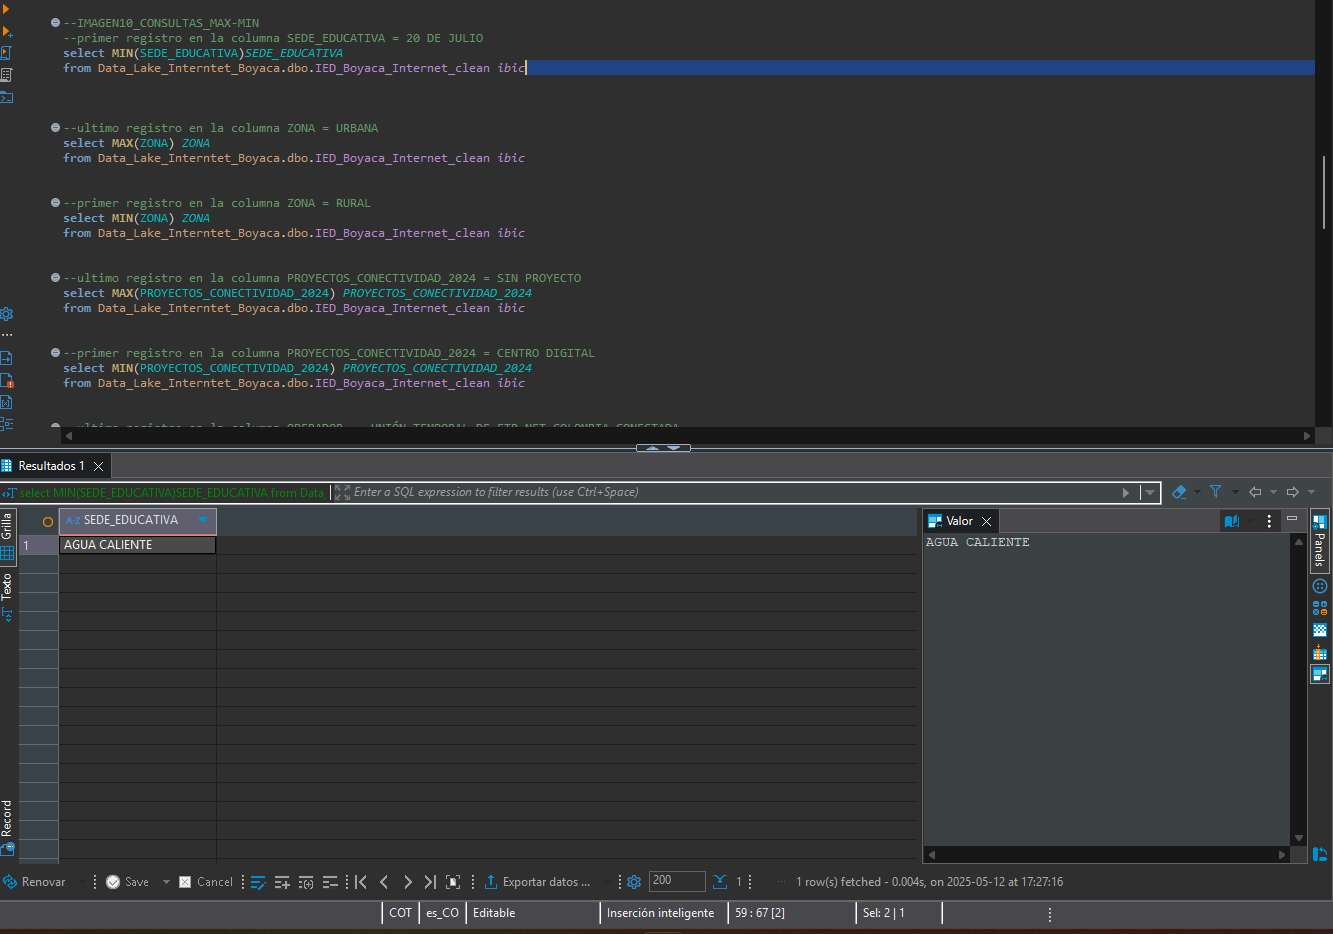 --IMAGEN10_CONSULTAS_MAX-MIN
--primer registro en la columna SEDE_EDUCATIVA = 20 DE JULIO
select MIN(SEDE_EDUCATIVA)SEDE_EDUCATIVA
from Data_Lake_Interntet_Boyaca.dbo.IED_Boyaca_Internet_clean ibic
--ultimo registro en la columna ZONA = URBANA
select MAX(ZONA) ZONA
from Data_Lake_Interntet_Boyaca.dbo.IED_Boyaca_Internet_clean ibic
--primer registro en la columna ZONA = RURAL
select MIN(ZONA) ZONA
from Data_Lake_Interntet_Boyaca.dbo.IED_Boyaca_Internet_clean ibic
--ultimo registro en la columna PROYECTOS_CONECTIVIDAD_2024 = SIN PROYECTO
select MAX(PROYECTOS_CONECTIVIDAD_2024) PROYECTOS_CONECTIVIDAD_2024
from Data_Lake_Interntet_Boyaca.dbo.IED_Boyaca_Internet_clean ibic
--primer registro en la columna PROYECTOS_CONECTIVIDAD_2024 = CENTRO DIGITAL
select MIN(PROYECTOS_CONECTIVIDAD_2024) PROYECTOS_CONECTIVIDAD_2024
from Data_Lake_Interntet_Boyaca.dbo.IED_Boyaca_Internet_clean ibic
Resultados 1
select MIN(SEDE_EDUCATIVA)SEDE_EDUCATIVA from Data_
Enter a SQL expression to filter results (use Ctrl+Space)
Grilla
Texto
Record
A-Z SEDE_EDUCATIVA
1
AGUA CALIENTE
Valor
AGUA CALIENTE
Panels
Renovar
Save
Cancel
Exportar datos ...
200
1
1 row(s) fetched - 0.004s, on 2025-05-12 at 17:27:16
COT
es_CO
Editable
Inserción inteligente
59 : 67 [2]
Sel: 2 | 1